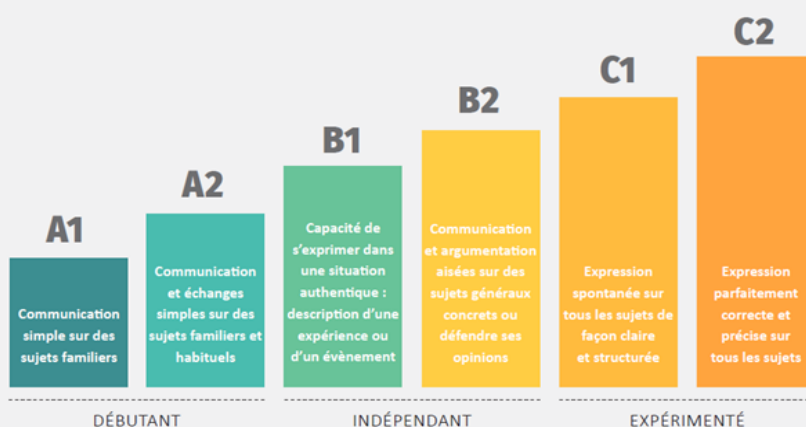 A1
Communication
simple sur des
sujets familiers
A2
Communication
et échanges
simples sur des
sujets familiers et
habituels
B1
Capacité de
s'exprimer dans
une situation
authentique :
description d'une
expérience ou
d'un évènement
B2
Communication
et argumentation
aisées sur des
sujets généraux
concrets ou
défendre ses
opinions
C1
Expression
spontanée sur
tous les sujets de
façon claire
et structurée
C2
Expression
parfaitement
correcte et
précise sur
tous les sujets
DÉBUTANT
INDÉPENDANT
EXPÉRIMENTÉ